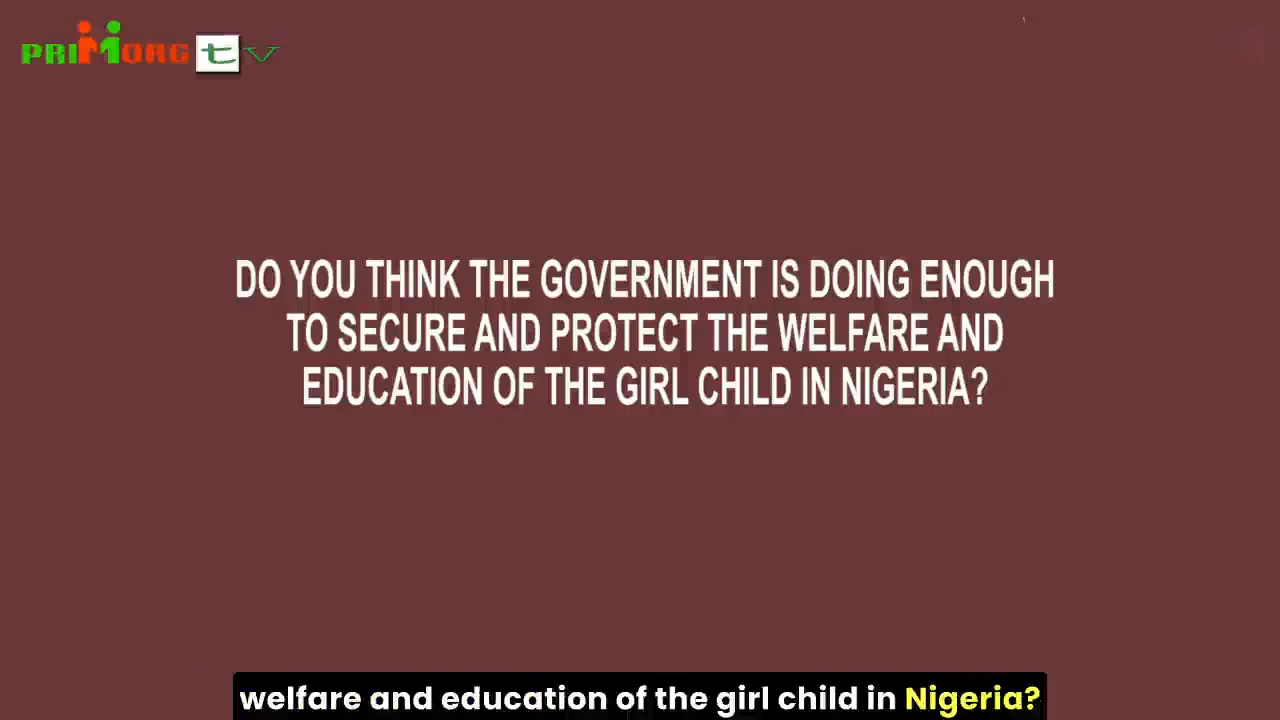 PRIMORG tv
DO YOU THINK THE GOVERNMENT IS DOING ENOUGH
TO SECURE AND PROTECT THE WELFARE AND
EDUCATION OF THE GIRL CHILD IN NIGERIA?
welfare and education of the girl child in Nigeria?